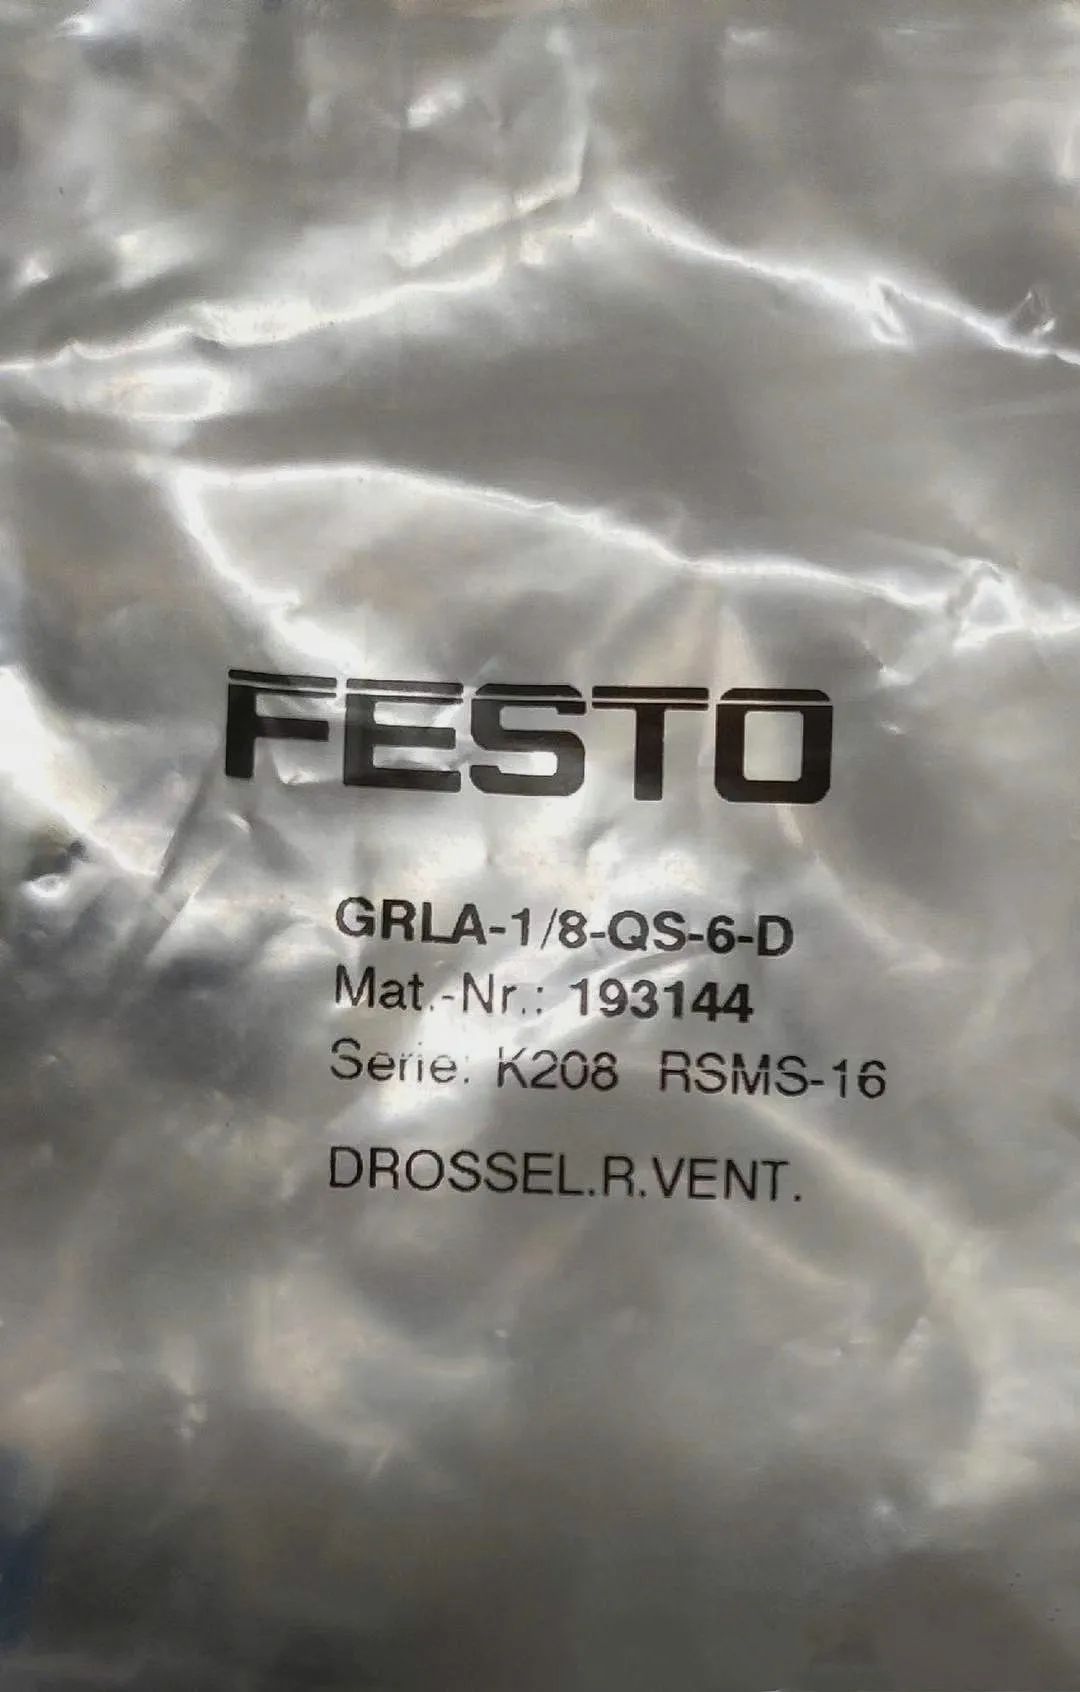 FESTO
GRLA-1/8-QS-6-D
Mat.-Nr.: 193144
Serie: K208 RSMS-16
DROSSEL.R.VENT.